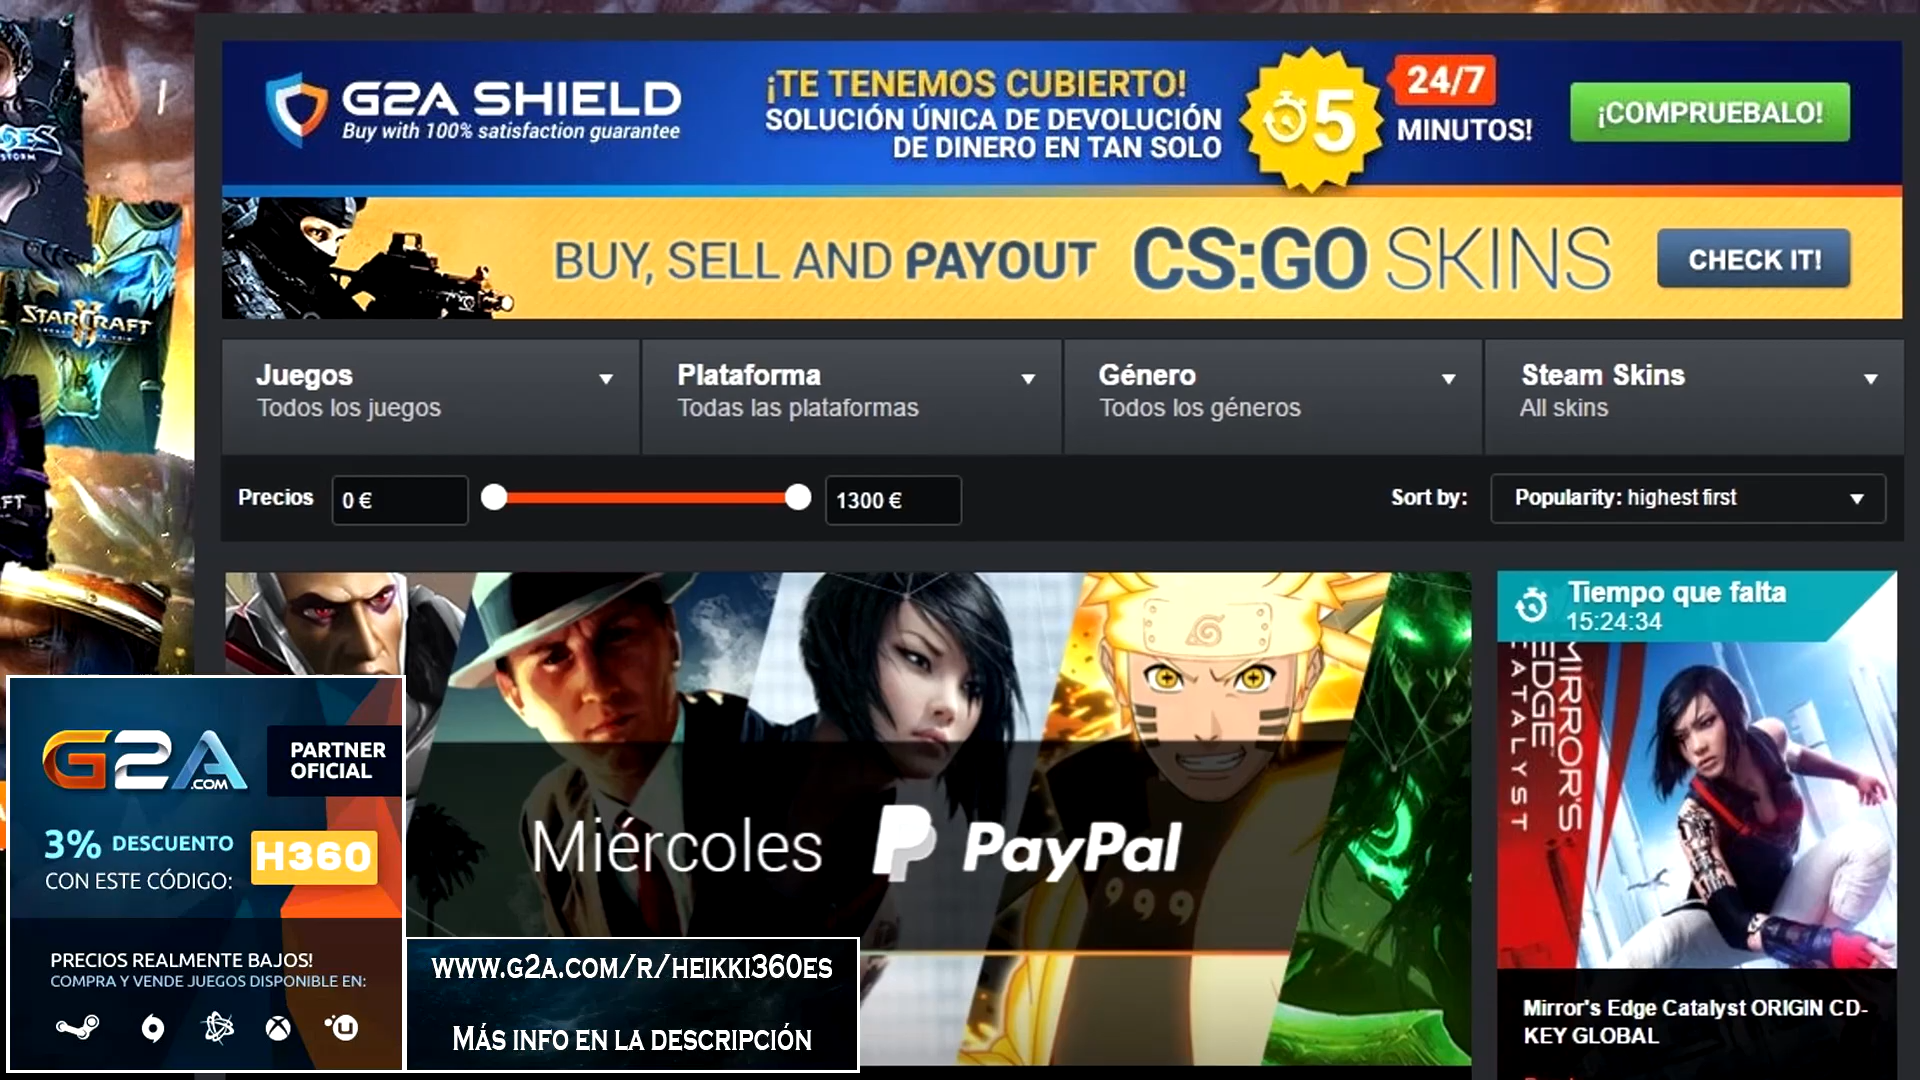 G2A SHIELD
Buy with 100% satisfaction guarantee
¡TE TENEMOS CUBIERTO!
SOLUCIÓN ÚNICA DE DEVOLUCIÓN
DE DINERO EN TAN SOLO
5
24/7
MINUTOS!
¡COMPRUEBALO!
BUY, SELL AND PAYOUT CS:GO SKINS
CHECK IT!
STARCRAFT
Juegos
Todos los juegos
Plataforma
Todas las plataformas
Género
Todos los géneros
Steam Skins
All skins
Precios
0 €
1300 €
Sort by:
Popularity: highest first
Miércoles PayPal
Tiempo que falta
15:24:34
MIRROR'S
EDGE
CATALYST
Mirror's Edge Catalyst ORIGIN CD-
KEY GLOBAL
G2A.COM
PARTNER
OFICIAL
3% DESCUENTO
CON ESTE CÓDIGO:
H360
PRECIOS REALMENTE BAJOS!
COMPRA Y VENDE JUEGOS DISPONIBLE EN:
WWW.G2A.COM/R/HEIKKI360ES
MÁS INFO EN LA DESCRIPCIÓN